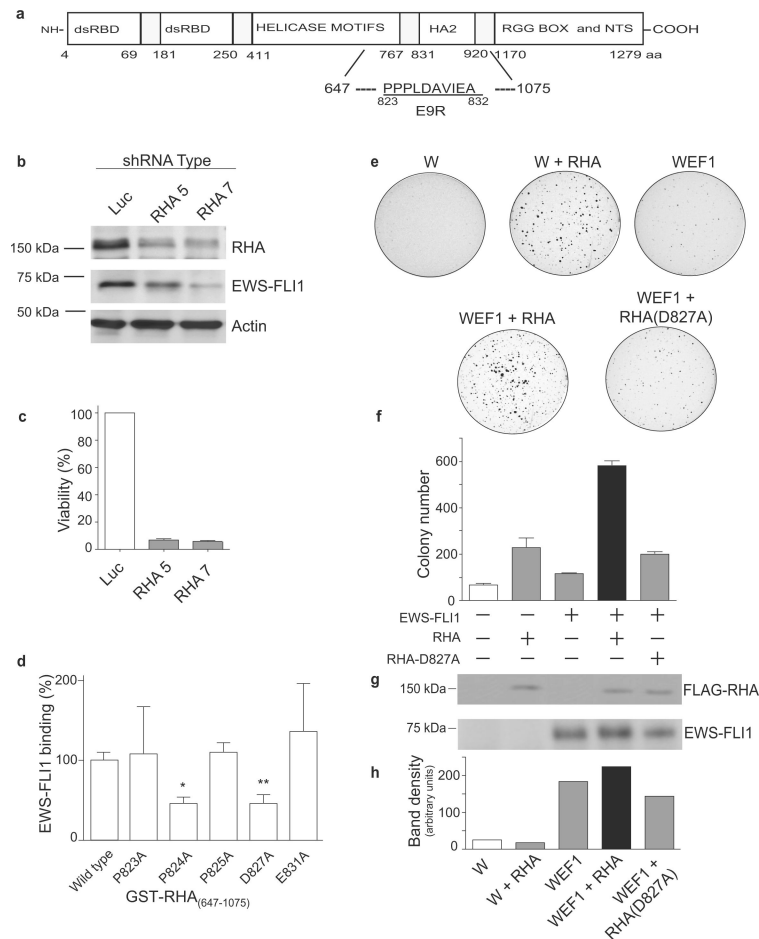 a
NH- dsRBD dsRBD HELICASE MOTIFS HA2 RGG BOX and NTS -COOH
4 69 181 250 411 767 831 920 1170 1279 aa
647 ---- PPPLDAVIEA ----1075
823 832
E9R
b
shRNA Type
Luc RHA 5 RHA 7
150 kDa RHA
75 kDa EWS-FLI1
50 kDa Actin
c
Viability (%)
100
80
60
40
20
0
Luc RHA 5 RHA 7
d
EWS-FLI1 binding (%)
200
100
0
* **
Wild type P823A P824A P825A D827A E831A
GST-RHA(647-1075)
e
W W + RHA WEF1
WEF1 + RHA WEF1 +
RHA(D827A)
f
Colony number
600
400
200
0
EWS-FLI1 — — + + +
RHA — + — + —
RHA-D827A — — — — +
g
150 kDa FLAG-RHA
75 kDa EWS-FLI1
h
Band density
(arbitrary units)
200
100
0
W W + RHA WEF1 WEF1 + RHA WEF1 +
RHA(D827A)